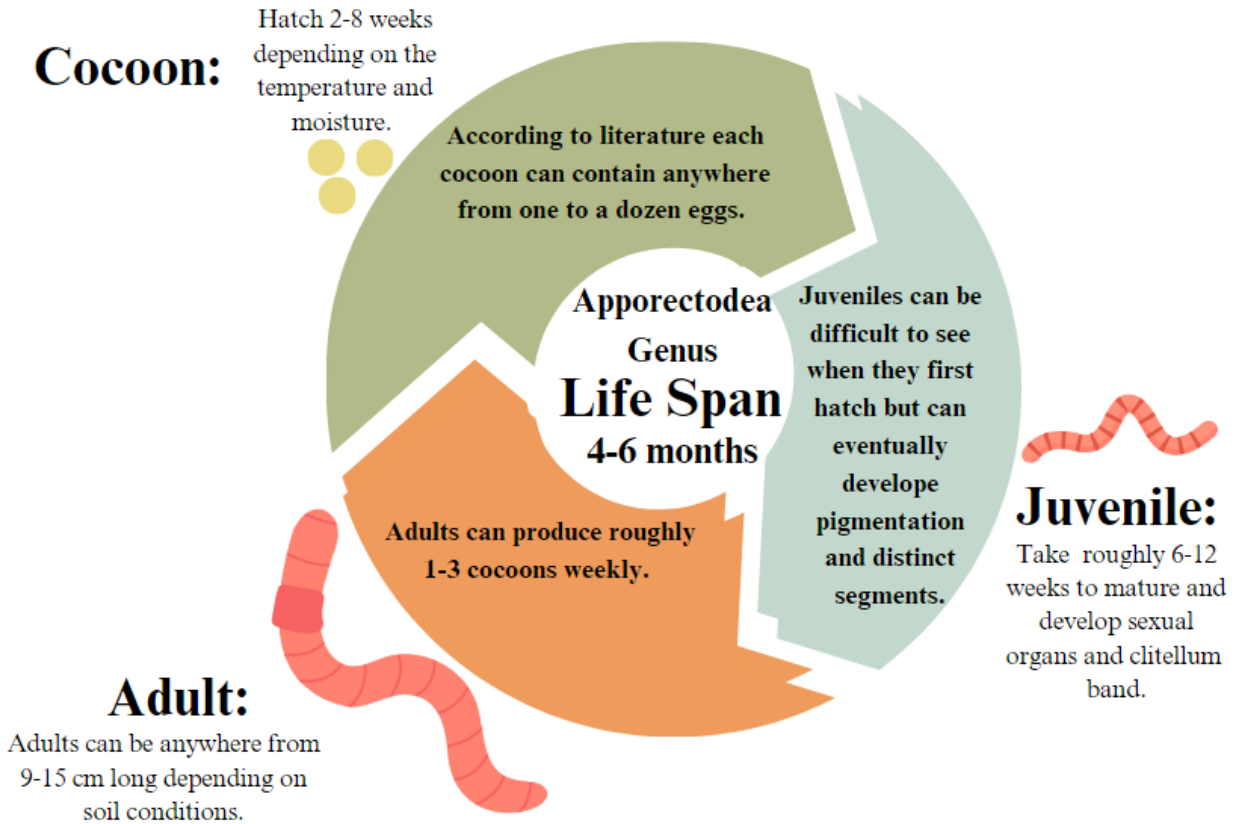 Cocoon:
Hatch 2-8 weeks
depending on the
temperature and
moisture.
According to literature each
cocoon can contain anywhere
from one to a dozen eggs.
Apporectodea
Genus
Life Span
4-6 months
Juveniles can be
difficult to see
when they first
hatch but can
eventually
develope
pigmentation
and distinct
segments.
Juvenile:
Take roughly 6-12
weeks to mature and
develop sexual
organs and clitellum
band.
Adults can produce roughly
1-3 cocoons weekly.
Adult:
Adults can be anywhere from
9-15 cm long depending on
soil conditions.